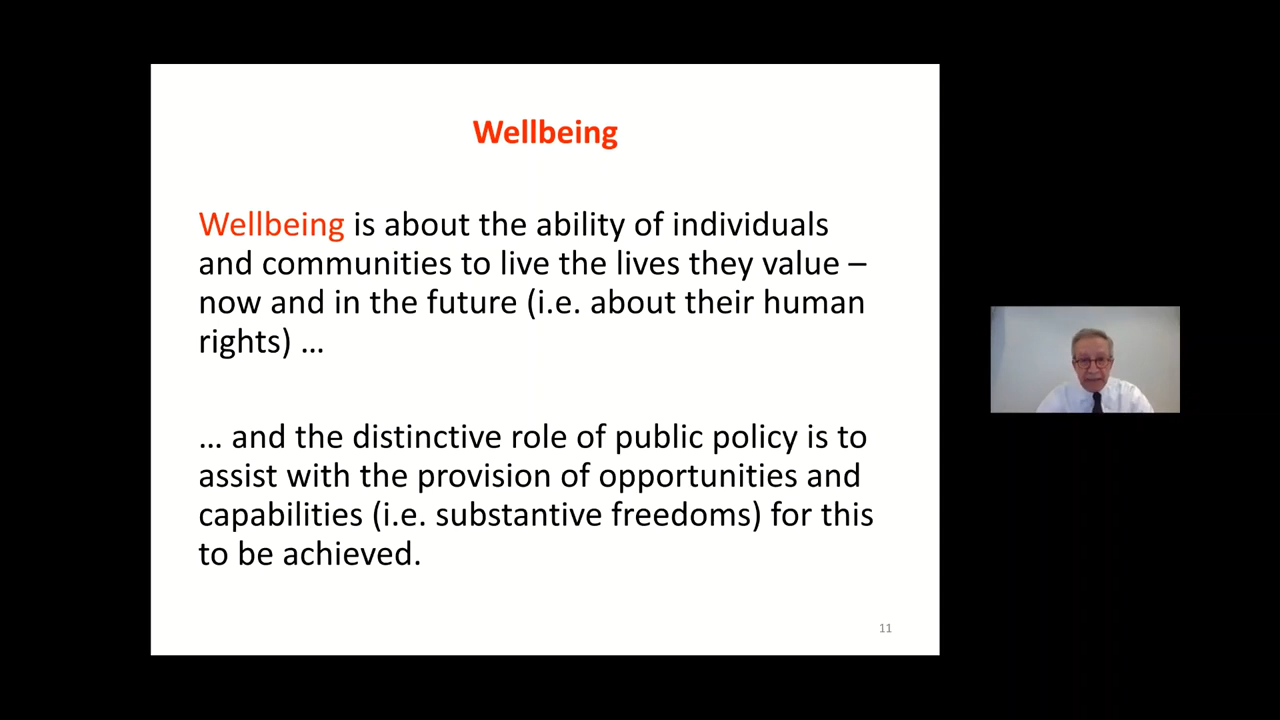 Wellbeing
Wellbeing is about the ability of individuals
and communities to live the lives they value –
now and in the future (i.e. about their human
rights) …
… and the distinctive role of public policy is to
assist with the provision of opportunities and
capabilities (i.e. substantive freedoms) for this
to be achieved.
11